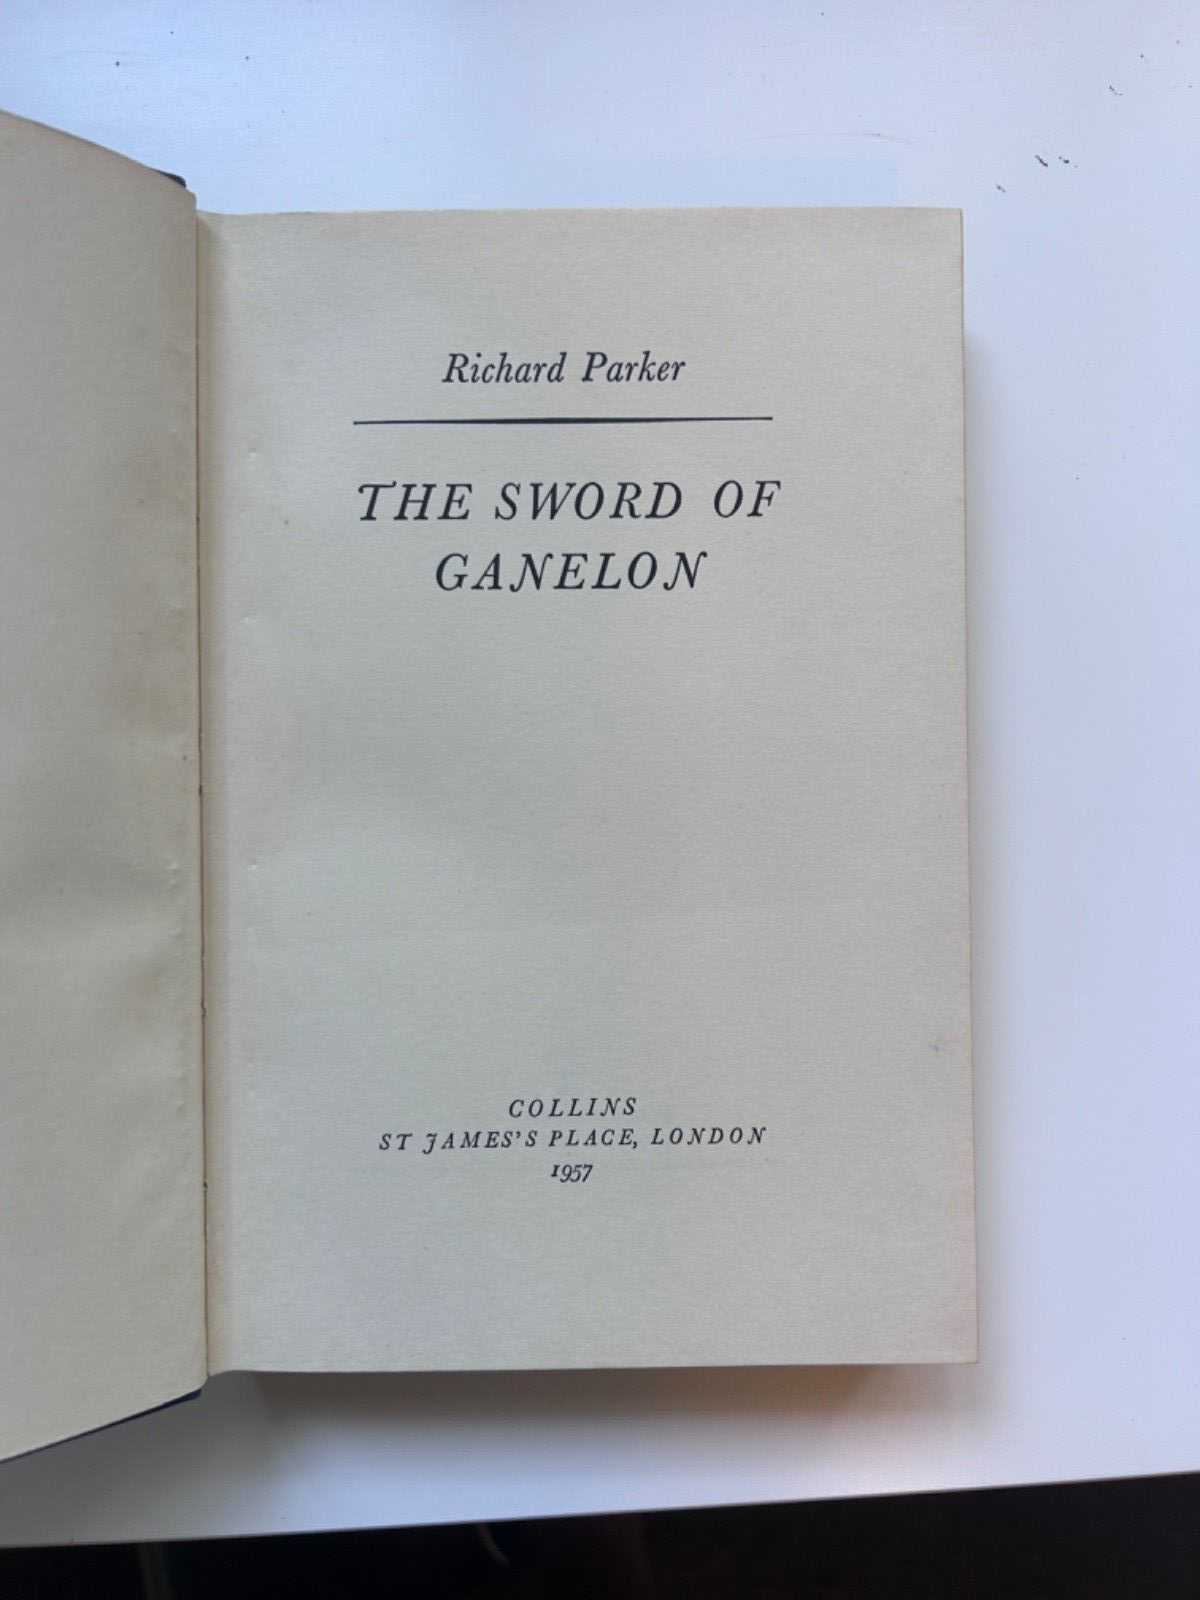 Richard Parker
THE SWORD OF
GANELON
COLLINS
ST JAMES'S PLACE, LONDON
1957